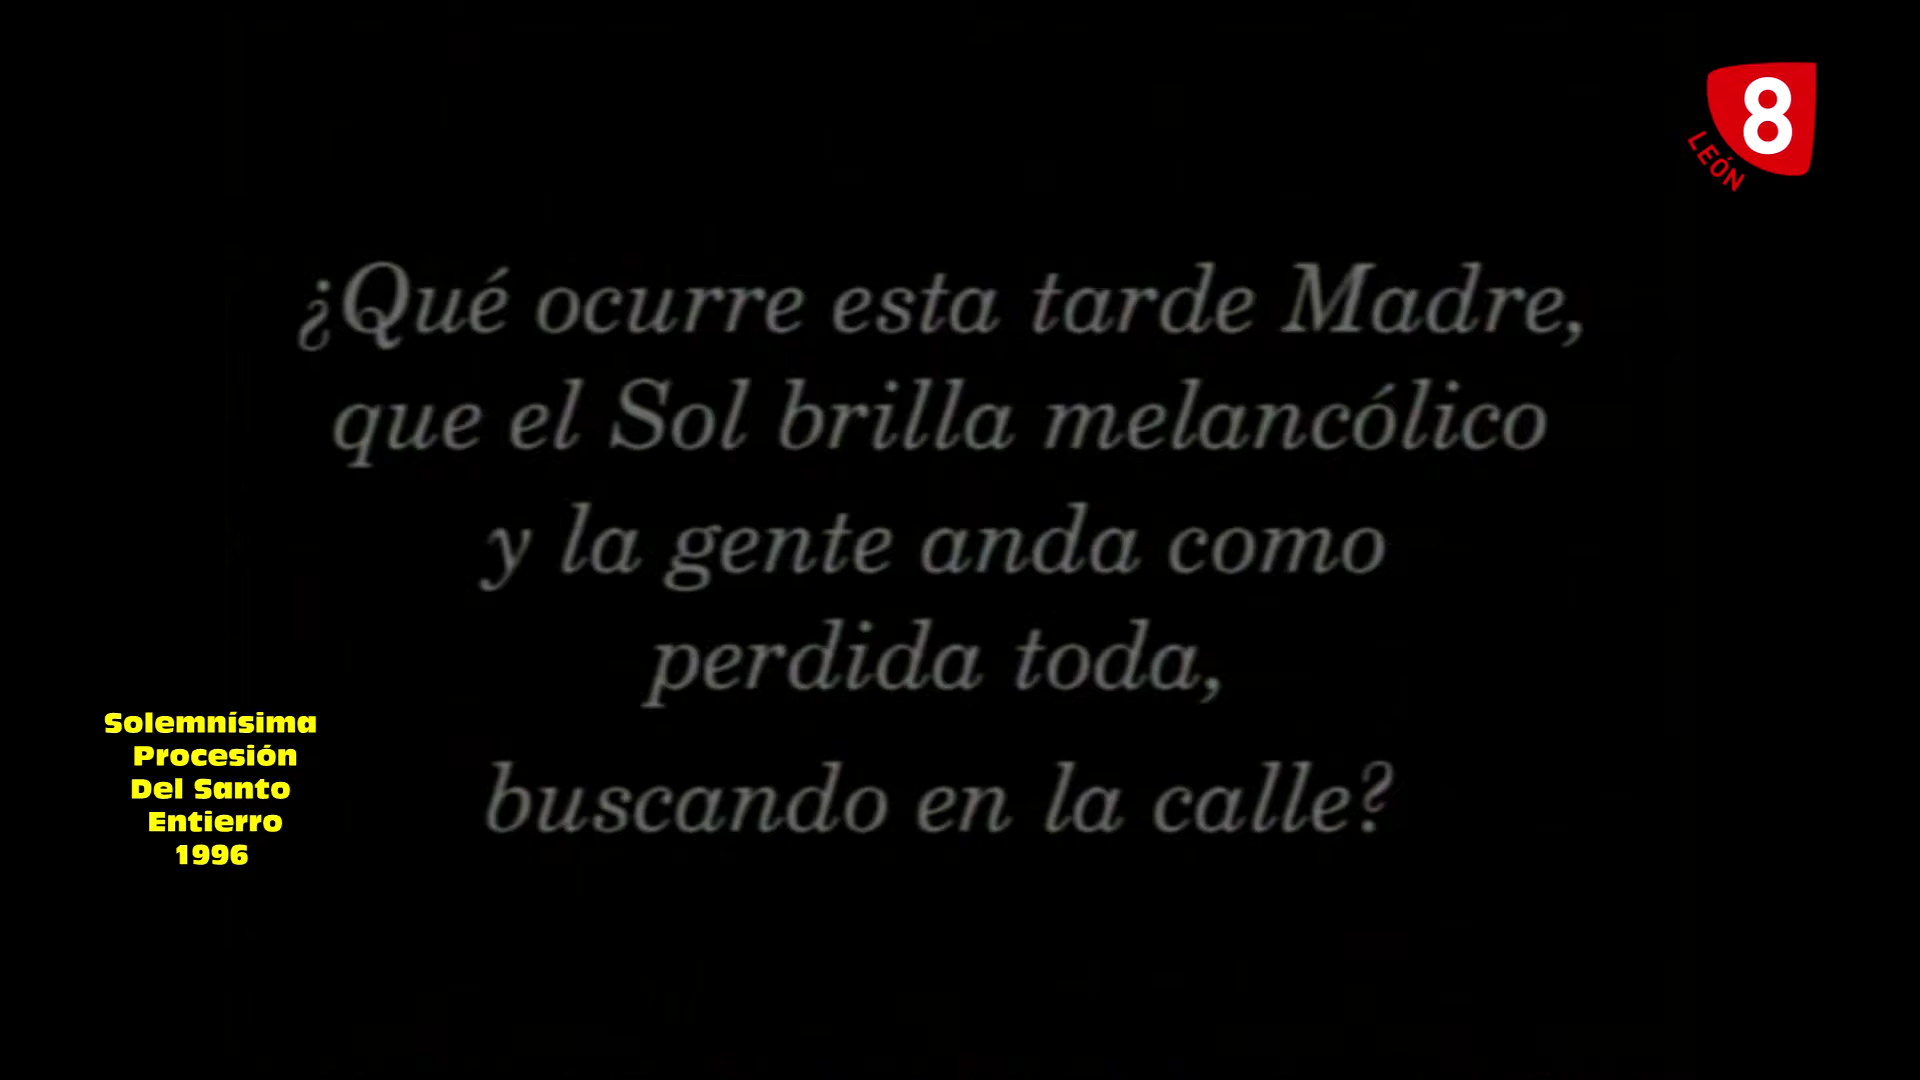 8
LEÓN
¿Qué ocurre esta tarde Madre,
que el Sol brilla melancólico
y la gente anda como
perdida toda,
buscando en la calle?
Solemnísima
Procesión
Del Santo
Entierro
1996